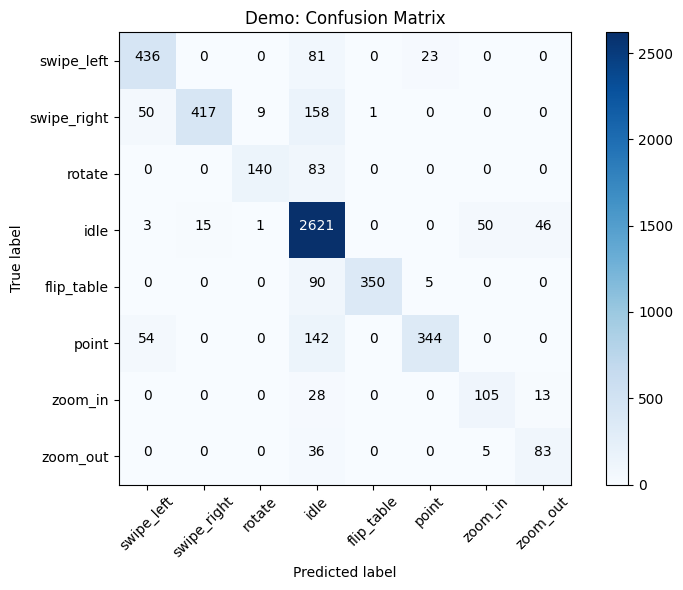 Demo: Confusion Matrix
True label
swipe_left 436 0 0 81 0 23 0 0
swipe_right 50 417 9 158 1 0 0 0
rotate 0 0 140 83 0 0 0 0
idle 3 15 1 2621 0 0 50 46
flip_table 0 0 0 90 350 5 0 0
point 54 0 0 142 0 344 0 0
zoom_in 0 0 0 28 0 0 105 13
zoom_out 0 0 0 36 0 0 5 83
swipe_left swipe_right rotate idle flip_table point zoom_in zoom_out
Predicted label
2500
2000
1500
1000
500
0